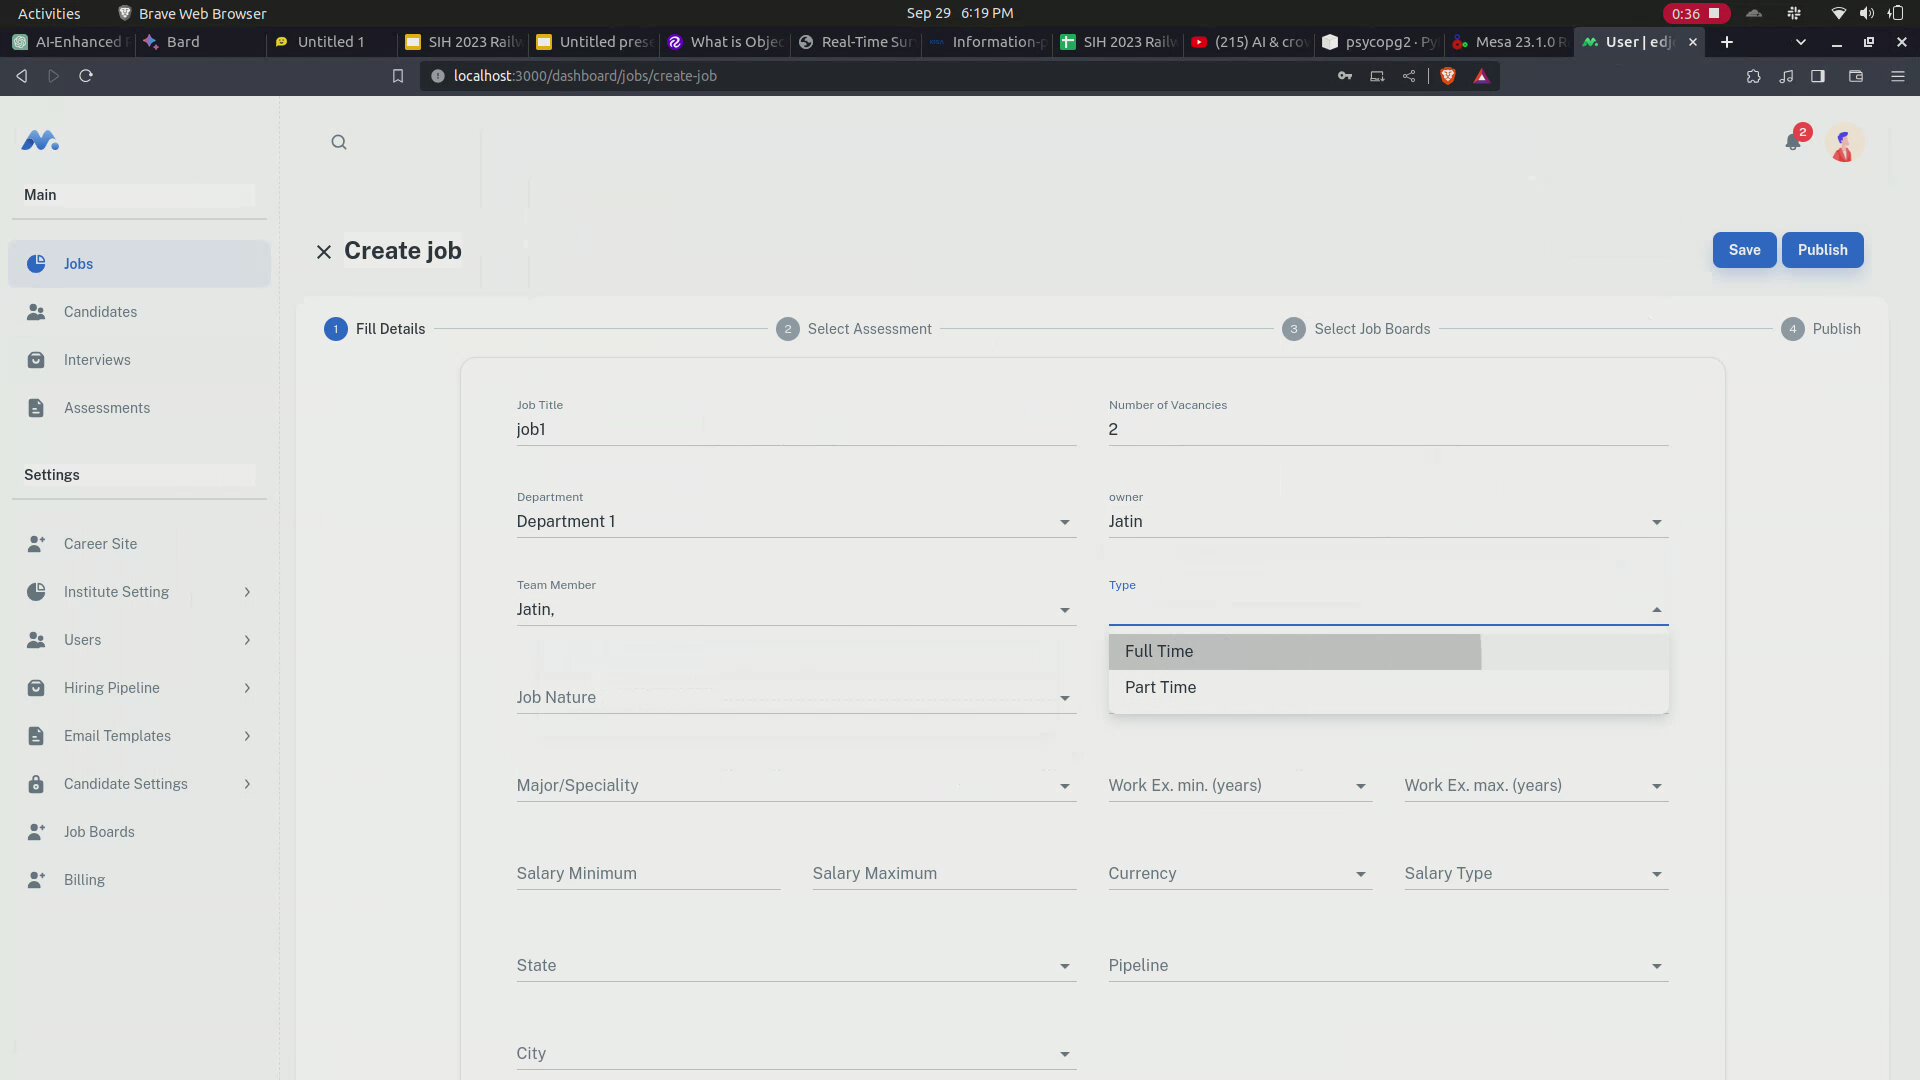 Activities
Brave Web Browser
Sep 29 6:19 PM
0:36
AI-Enhanced
Bard
Untitled 1
SIH 2023 Railw
Untitled prese
What is Objec
Real-Time Sur
Information-p
SIH 2023 Railw
(215) AI & crow
psycopg2 · Py
Mesa 23.1.0 R
User | edj
localhost:3000/dashboard/jobs/create-job
2
Main
Create job
Save
Publish
Jobs
1 Fill Details
2 Select Assessment
3 Select Job Boards
4 Publish
Candidates
Interviews
Assessments
Settings
Career Site
Institute Setting
Users
Hiring Pipeline
Email Templates
Candidate Settings
Job Boards
Billing
Job Title
job1
Number of Vacancies
2
Department
Department 1
owner
Jatin
Team Member
Jatin,
Type
Full Time
Part Time
Job Nature
Major/Speciality
Work Ex. min. (years)
Work Ex. max. (years)
Salary Minimum
Salary Maximum
Currency
Salary Type
State
Pipeline
City